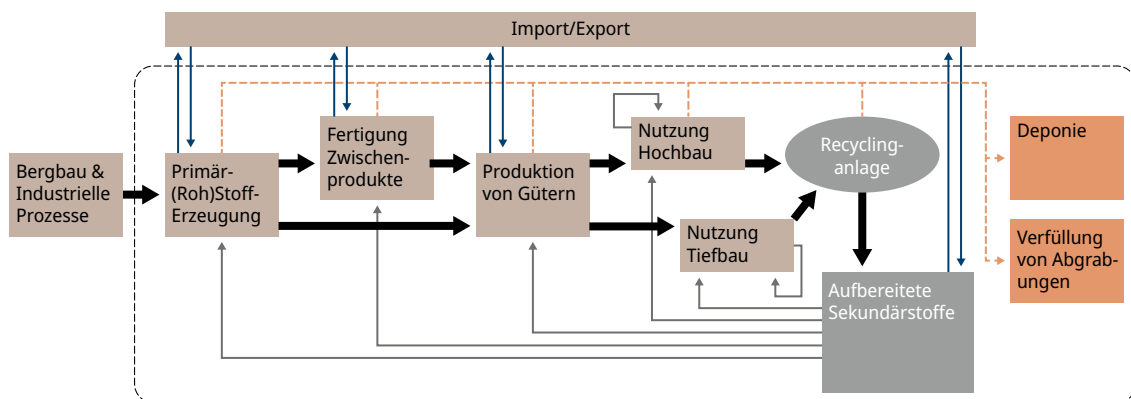 Import/Export
Bergbau &
Industrielle
Prozesse
Primär-
(Roh)Stoff-
Erzeugung
Fertigung
Zwischen-
produkte
Produktion
von Gütern
Nutzung
Hochbau
Nutzung
Tiefbau
Recycling-
anlage
Aufbereitete
Sekundärstoffe
Deponie
Verfüllung
von Abgrab-
ungen